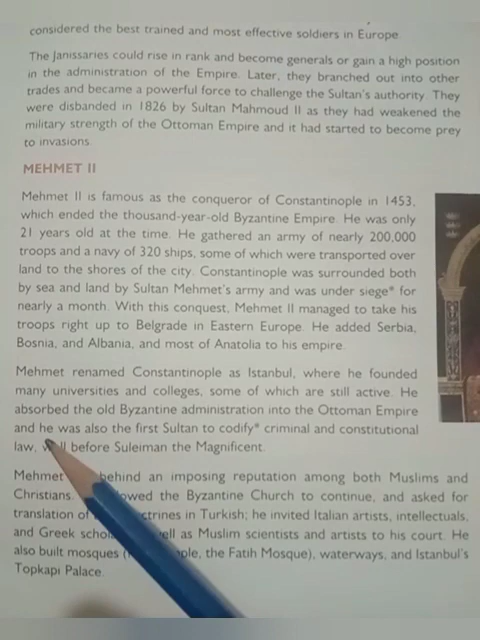 considered the best trained and most effective soldiers in Europe.
The Janissaries could rise in rank and become generals or gain a high position
in the administration of the Empire. Later, they branched out into other
trades and became a powerful force to challenge the Sultan's authority. They
were disbanded in 1826 by Sultan Mahmoud II as they had weakened the
military strength of the Ottoman Empire and it had started to become prey
to invasions.
MEHMET II
Mehmet II is famous as the conqueror of Constantinople in 1453,
which ended the thousand-year-old Byzantine Empire. He was only
21 years old at the time. He gathered an army of nearly 200,000
troops and a navy of 320 ships, some of which were transported over
land to the shores of the city. Constantinople was surrounded both
by sea and land by Sultan Mehmet's army and was under siege* for
nearly a month. With this conquest, Mehmet II managed to take his
troops right up to Belgrade in Eastern Europe. He added Serbia,
Bosnia, and Albania, and most of Anatolia to his empire.
Mehmet renamed Constantinople as Istanbul, where he founded
many universities and colleges, some of which are still active. He
absorbed the old Byzantine administration into the Ottoman Empire
and he was also the first Sultan to codify* criminal and constitutional
law, before Suleiman the Magnificent.
Mehmet behind an imposing reputation among both Muslims and
Christians. the Byzantine Church to continue, and asked for
translation of in Turkish; he invited Italian artists, intellectuals,
and Greek as Muslim scientists and artists to his court. He
also built mosques the Fatih Mosque), waterways, and Istanbul's
Topkapi Palace.